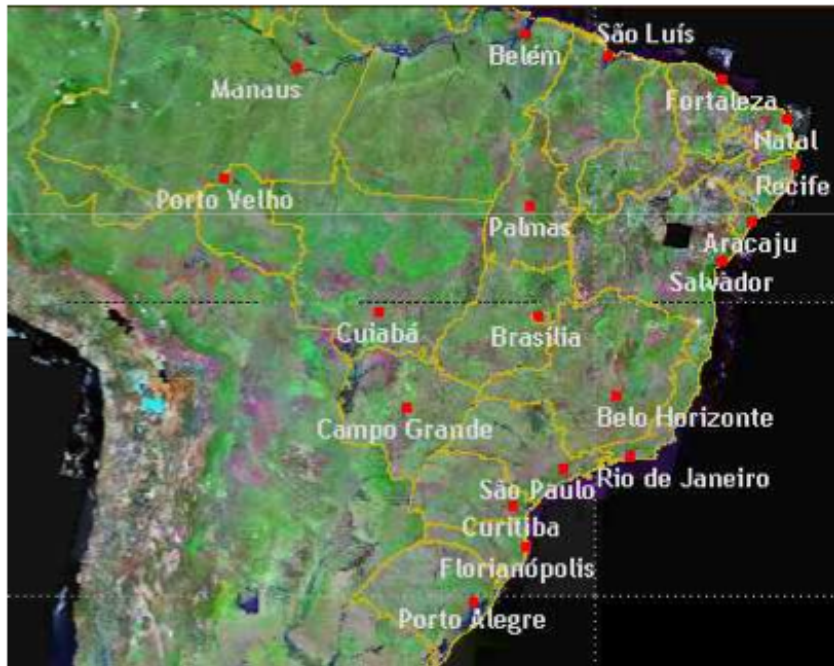 São Luís
Belém
Manaus
Fortaleza
Natal
Recife
Porto Velho
Palmas
Aracaju
Salvador
Cuiabá
Brasília
Belo Horizonte
Campo Grande
Rio de Janeiro
São Paulo
Curitiba
Florianópolis
Porto Alegre